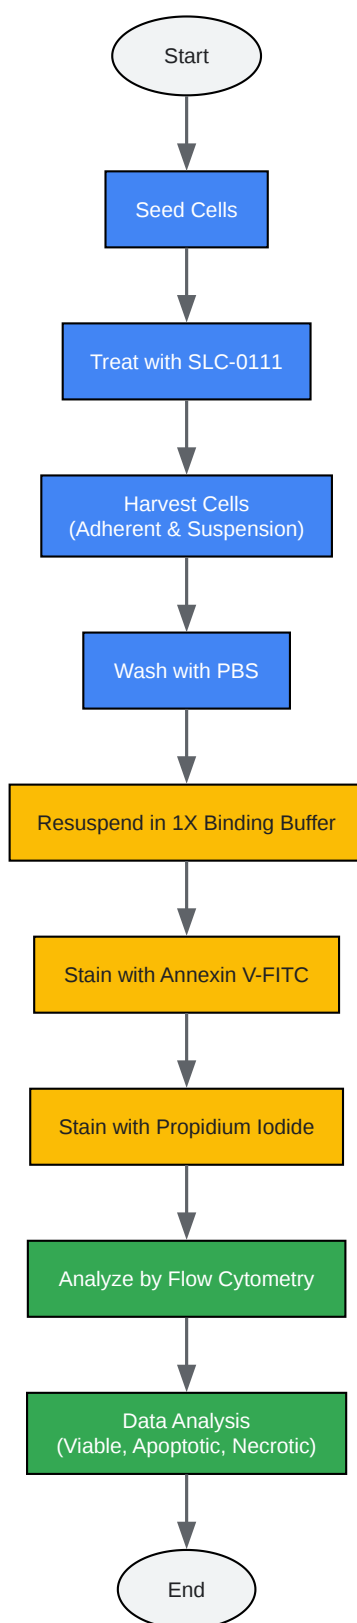 Start
Seed Cells
Treat with SLC-0111
Harvest Cells
(Adherent & Suspension)
Wash with PBS
Resuspend in 1X Binding Buffer
Stain with Annexin V-FITC
Stain with Propidium Iodide
Analyze by Flow Cytometry
Data Analysis
(Viable, Apoptotic, Necrotic)
End